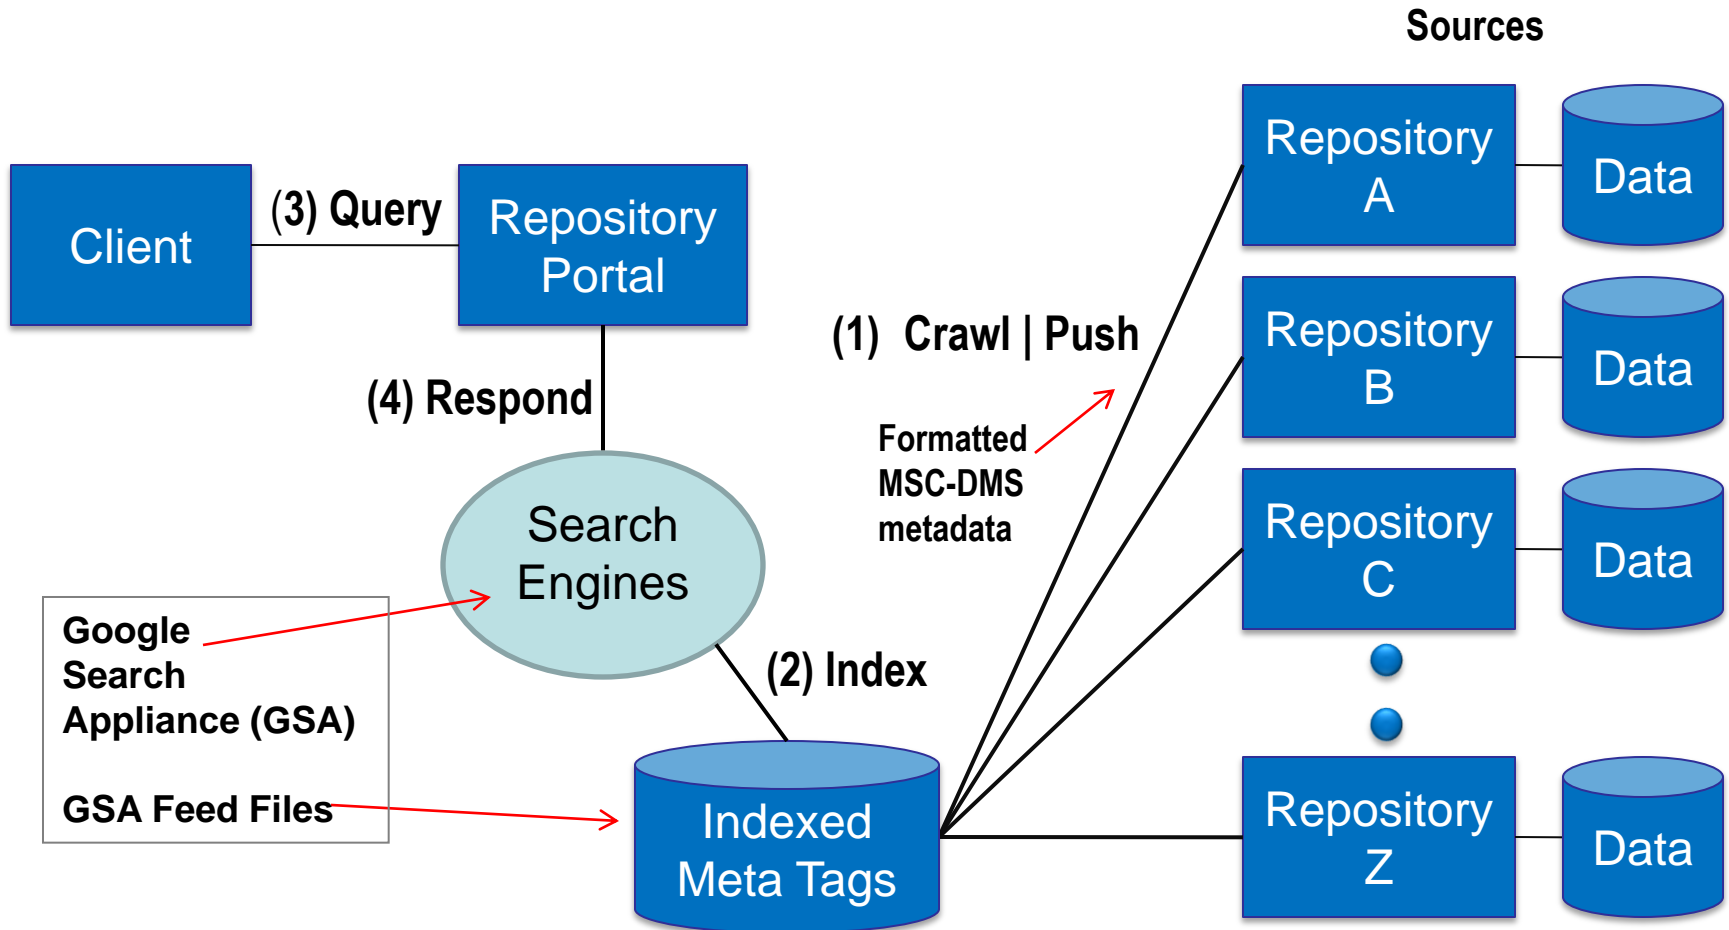 Sources
Client
(3) Query
Repository
Portal
(4) Respond
Search
Engines
Google
Search
Appliance (GSA)
GSA Feed Files
(2) Index
Indexed
Meta Tags
(1) Crawl | Push
Formatted
MSC-DMS
metadata
Repository
A
Data
Repository
B
Data
Repository
C
Data
Repository
Z
Data